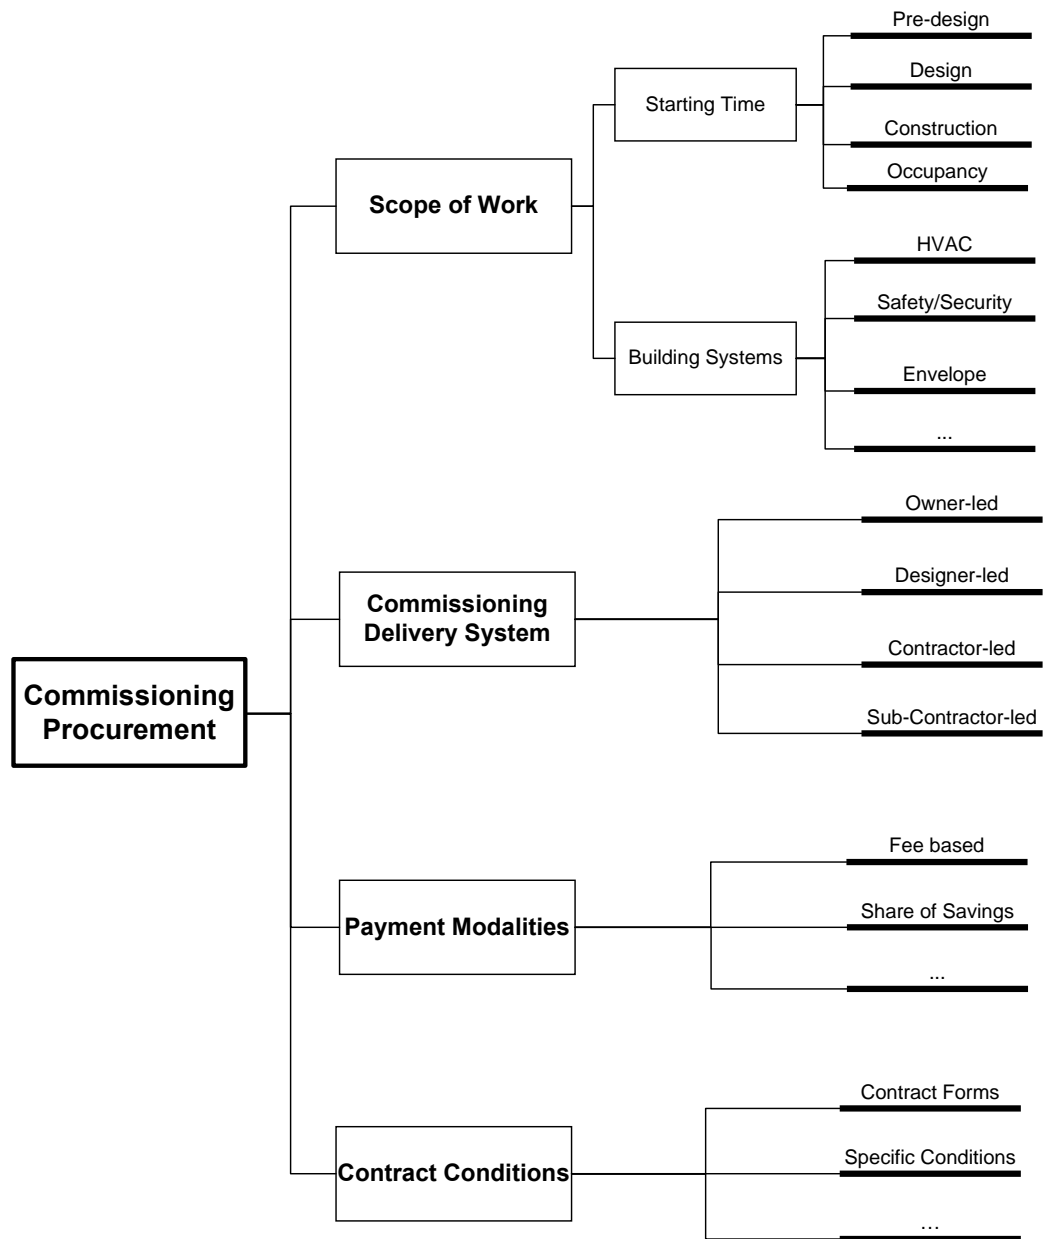 Pre-design
Design
Starting Time
Construction
Occupancy
Scope of Work
HVAC
Safety/Security
Building Systems
Envelope
...
Owner-led
Commissioning
Delivery System
Designer-led
Contractor-led
Sub-Contractor-led
Commissioning
Procurement
Fee based
Payment Modalities
Share of Savings
...
Contract Forms
Contract Conditions
Specific Conditions
...